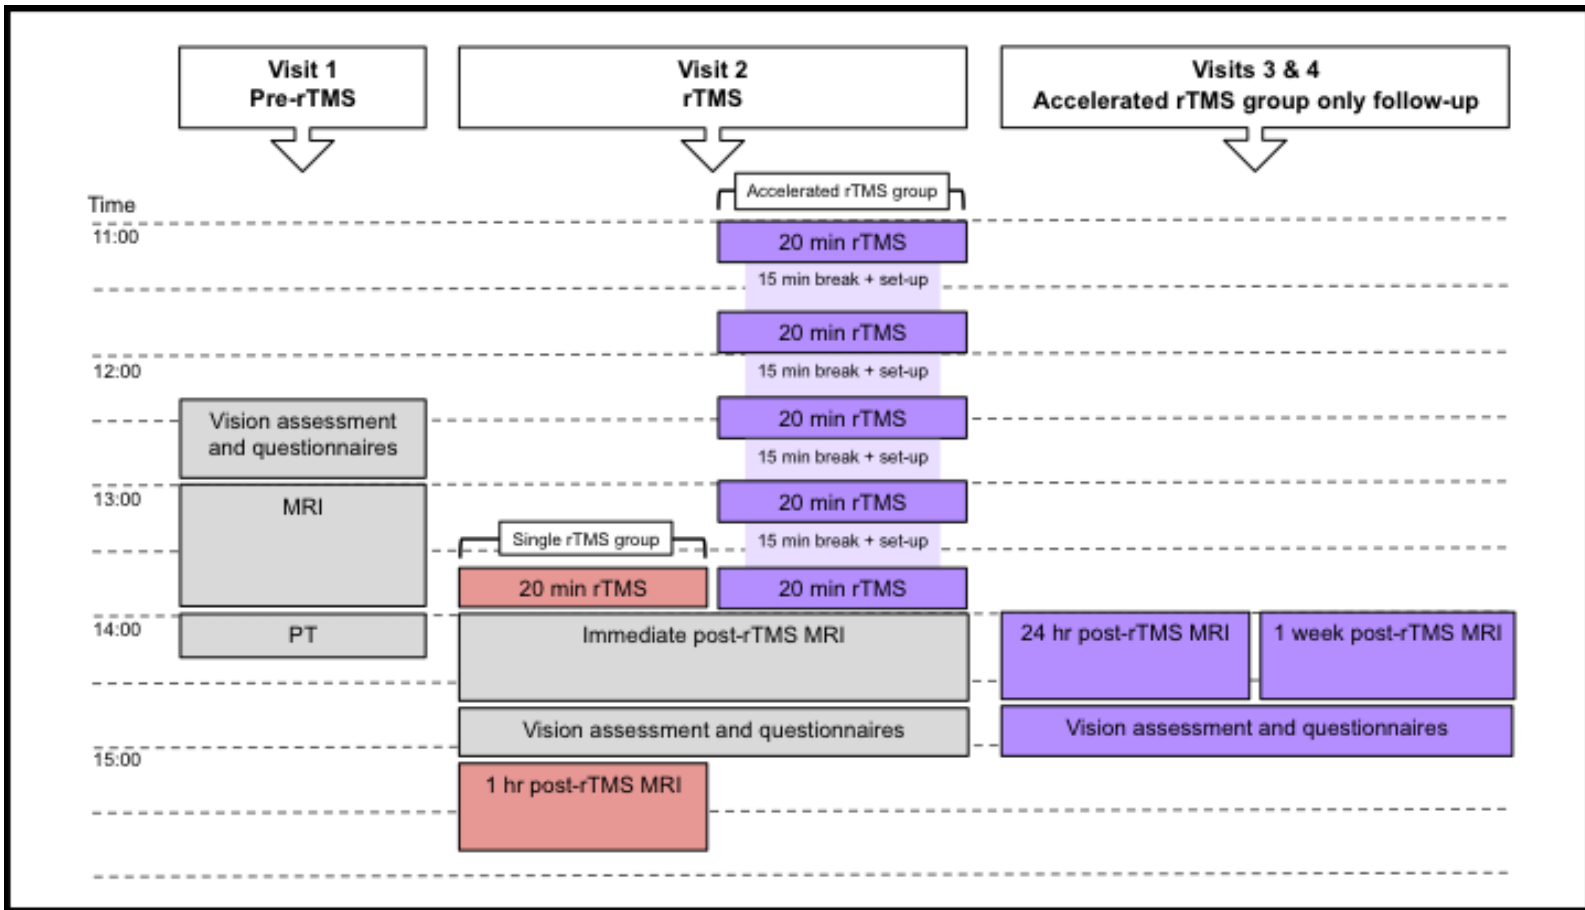 Visit 1
Pre-rTMS
Visit 2
rTMS
Visits 3 & 4
Accelerated rTMS group only follow-up
Time
Accelerated rTMS group
11:00
20 min rTMS
15 min break + set-up
20 min rTMS
12:00
15 min break + set-up
Vision assessment
and questionnaires
20 min rTMS
15 min break + set-up
13:00
MRI
20 min rTMS
Single rTMS group
15 min break + set-up
20 min rTMS
20 min rTMS
14:00
PT
Immediate post-rTMS MRI
24 hr post-rTMS MRI
1 week post-rTMS MRI
Vision assessment and questionnaires
Vision assessment and questionnaires
15:00
1 hr post-rTMS MRI